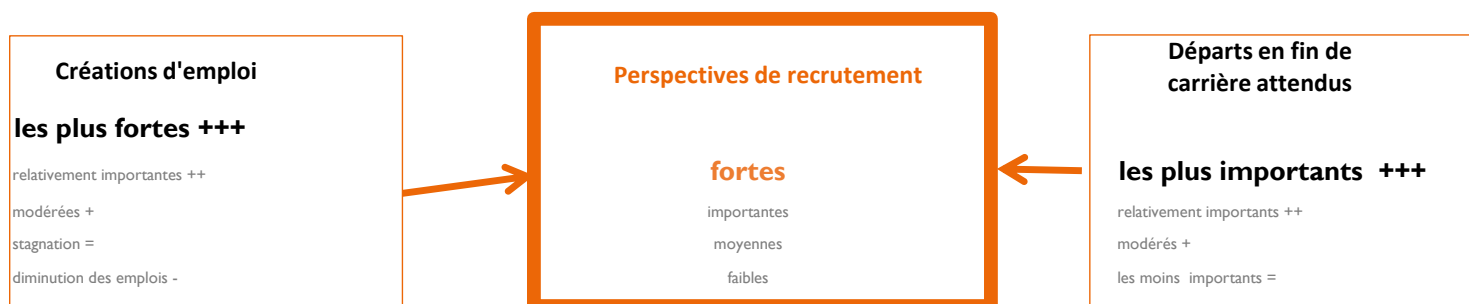 Créations d'emploi
les plus fortes +++
relativement importantes ++
modérées +
stagnation =
diminution des emplois -
Perspectives de recrutement
fortes
importantes
moyennes
faibles
Départs en fin de
carrière attendus
les plus importants +++
relativement importants ++
modérés +
les moins importants =